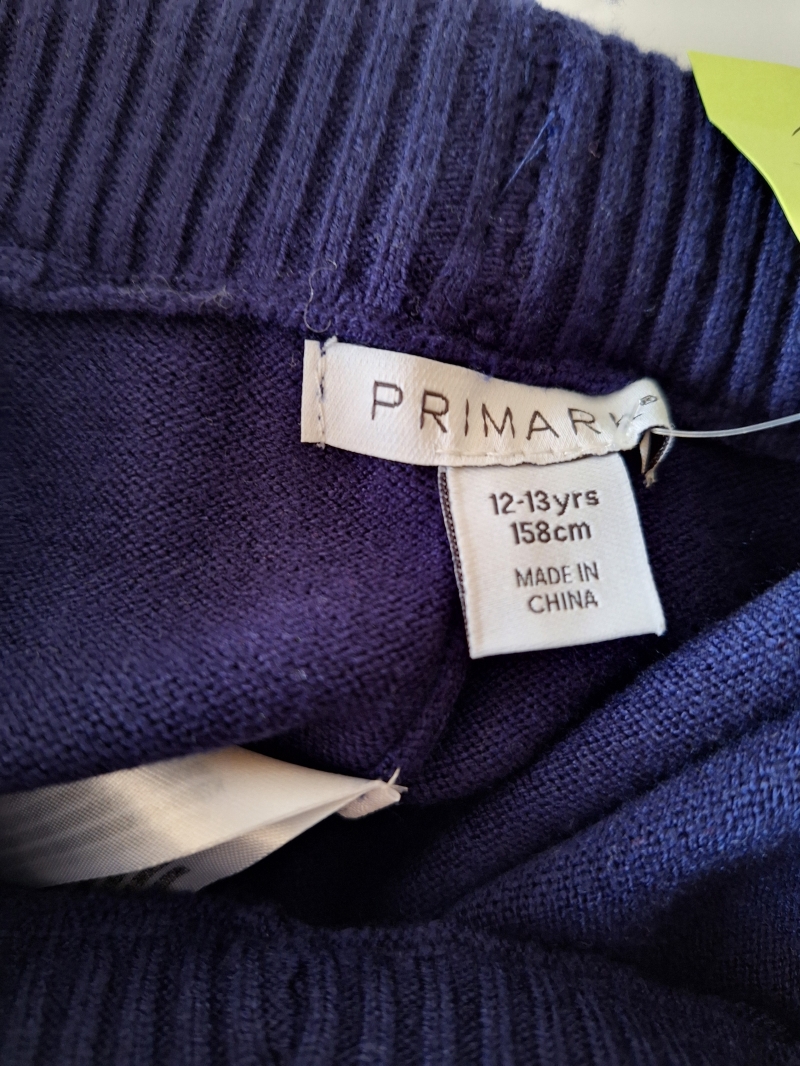 PRIMARK®
12-13yrs
158cm
MADE IN
CHINA